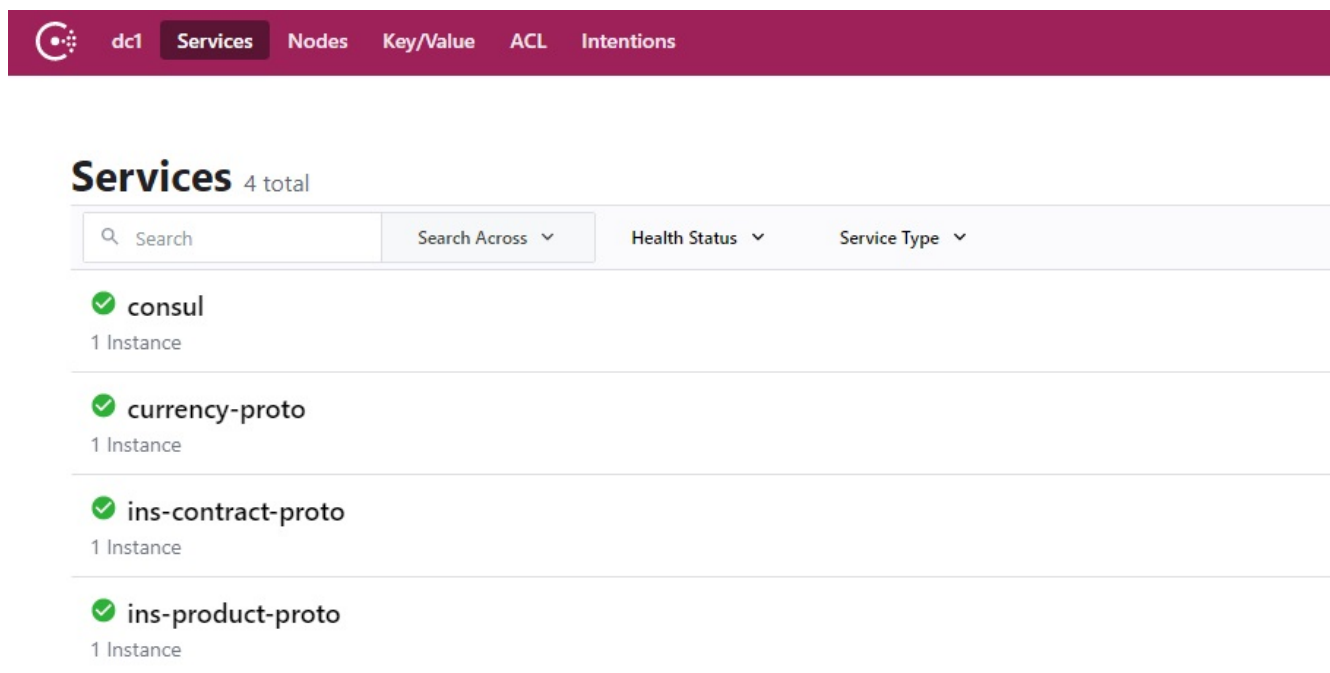 dc1 Services Nodes Key/Value ACL Intentions
Services 4 total
Search Search Across Health Status Service Type
consul
1 Instance
currency-proto
1 Instance
ins-contract-proto
1 Instance
ins-product-proto
1 Instance